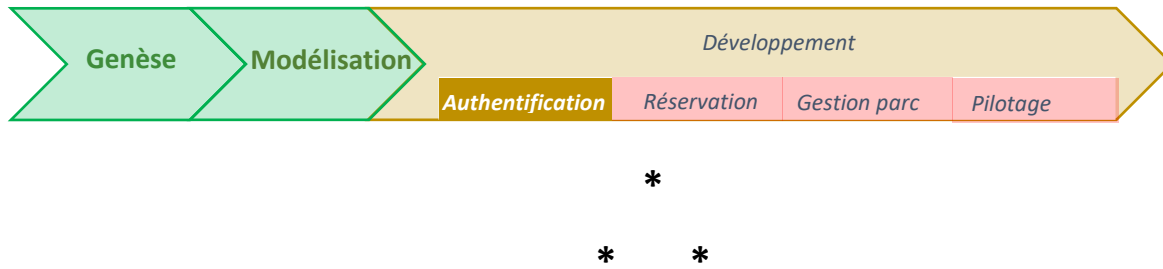 Genèse
Modélisation
Développement
Authentification
Réservation
Gestion parc
Pilotage
*
* *